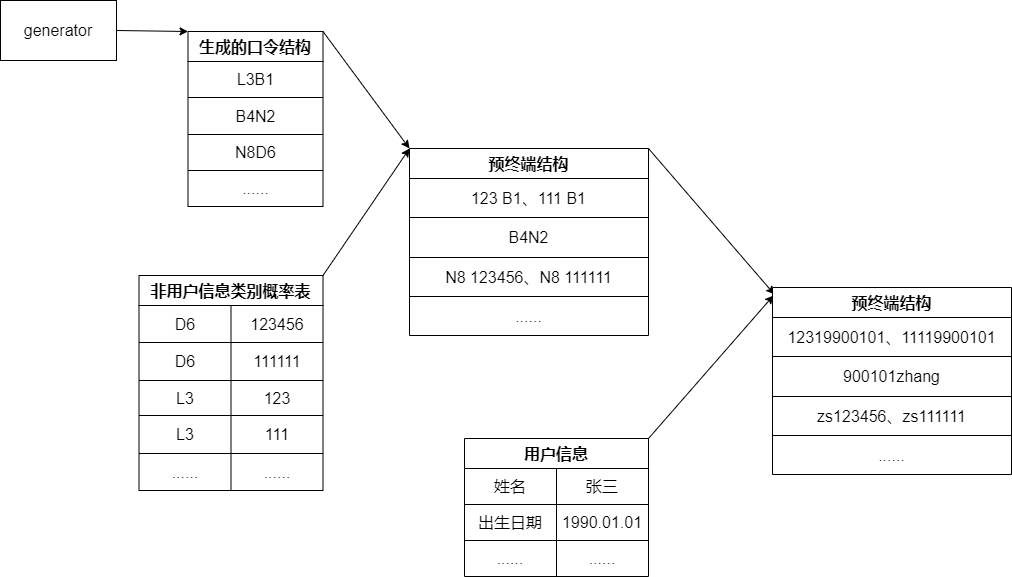 generator
生成的口令结构
L3B1
B4N2
N8D6
......
非用户信息类别概率表
D6 123456
D6 111111
L3 123
L3 111
...... ......
预终端结构
123 B1、111 B1
B4N2
N8 123456、N8 111111
......
用户信息
姓名 张三
出生日期 1990.01.01
...... ......
预终端结构
12319900101、11119900101
900101zhang
zs123456、zs111111
......